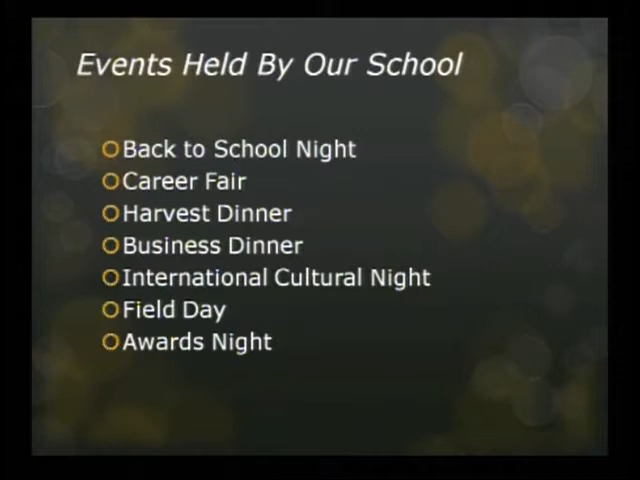 Events Held By Our School
Back to School Night
Career Fair
Harvest Dinner
Business Dinner
International Cultural Night
Field Day
Awards Night